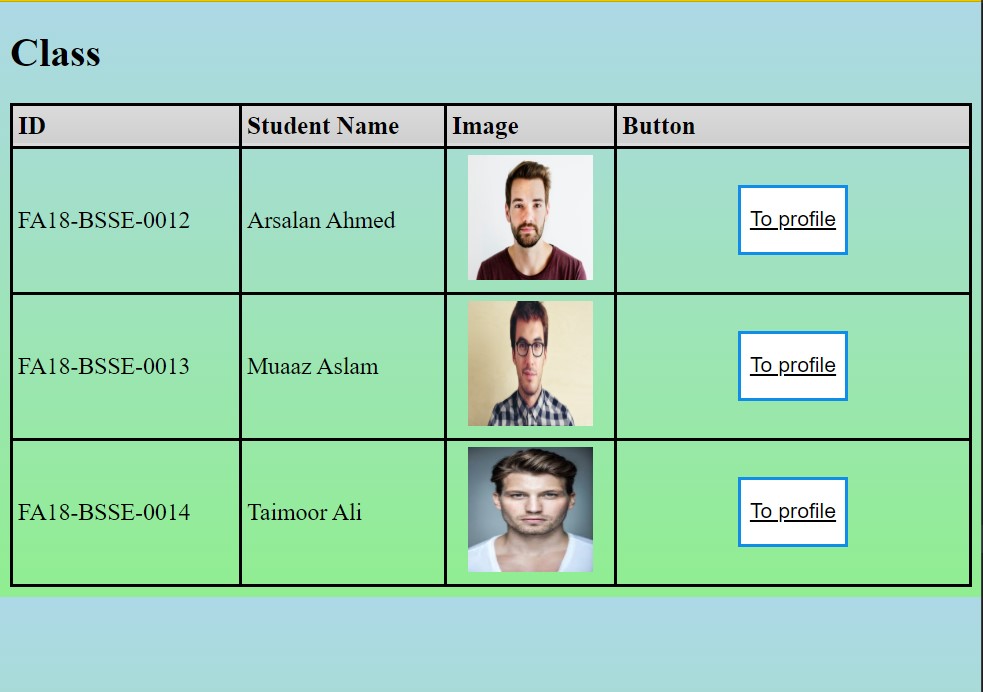 Class
ID Student Name Image Button
FA18-BSSE-0012 Arsalan Ahmed To profile
FA18-BSSE-0013 Muaaz Aslam To profile
FA18-BSSE-0014 Taimoor Ali To profile